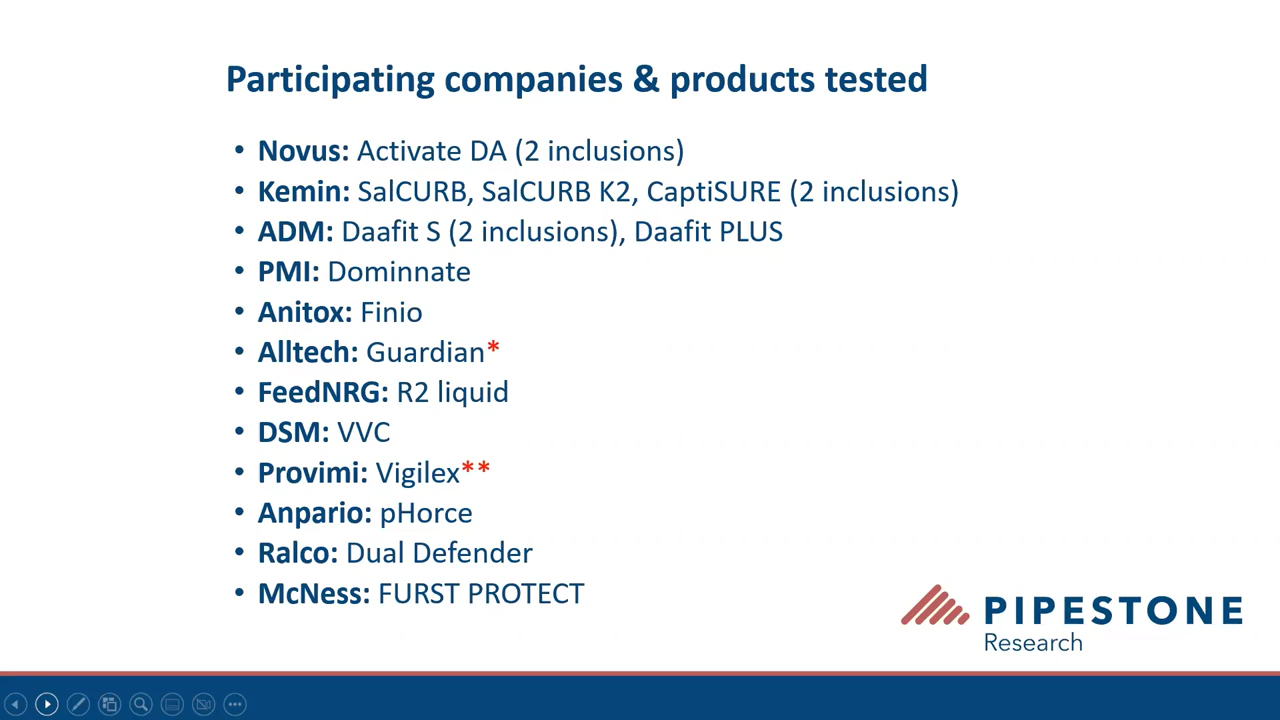 Participating companies & products tested
• Novus: Activate DA (2 inclusions)
• Kemin: SalCURB, SalCURB K2, CaptiSURE (2 inclusions)
• ADM: Daafit S (2 inclusions), Daafit PLUS
• PMI: Dominnate
• Anitox: Finio
• Alltech: Guardian*
• FeedNRG: R2 liquid
• DSM: VVC
• Provimi: Vigilex**
• Anpario: pHorce
• Ralco: Dual Defender
• McNess: FURST PROTECT
PIPESTONE
Research